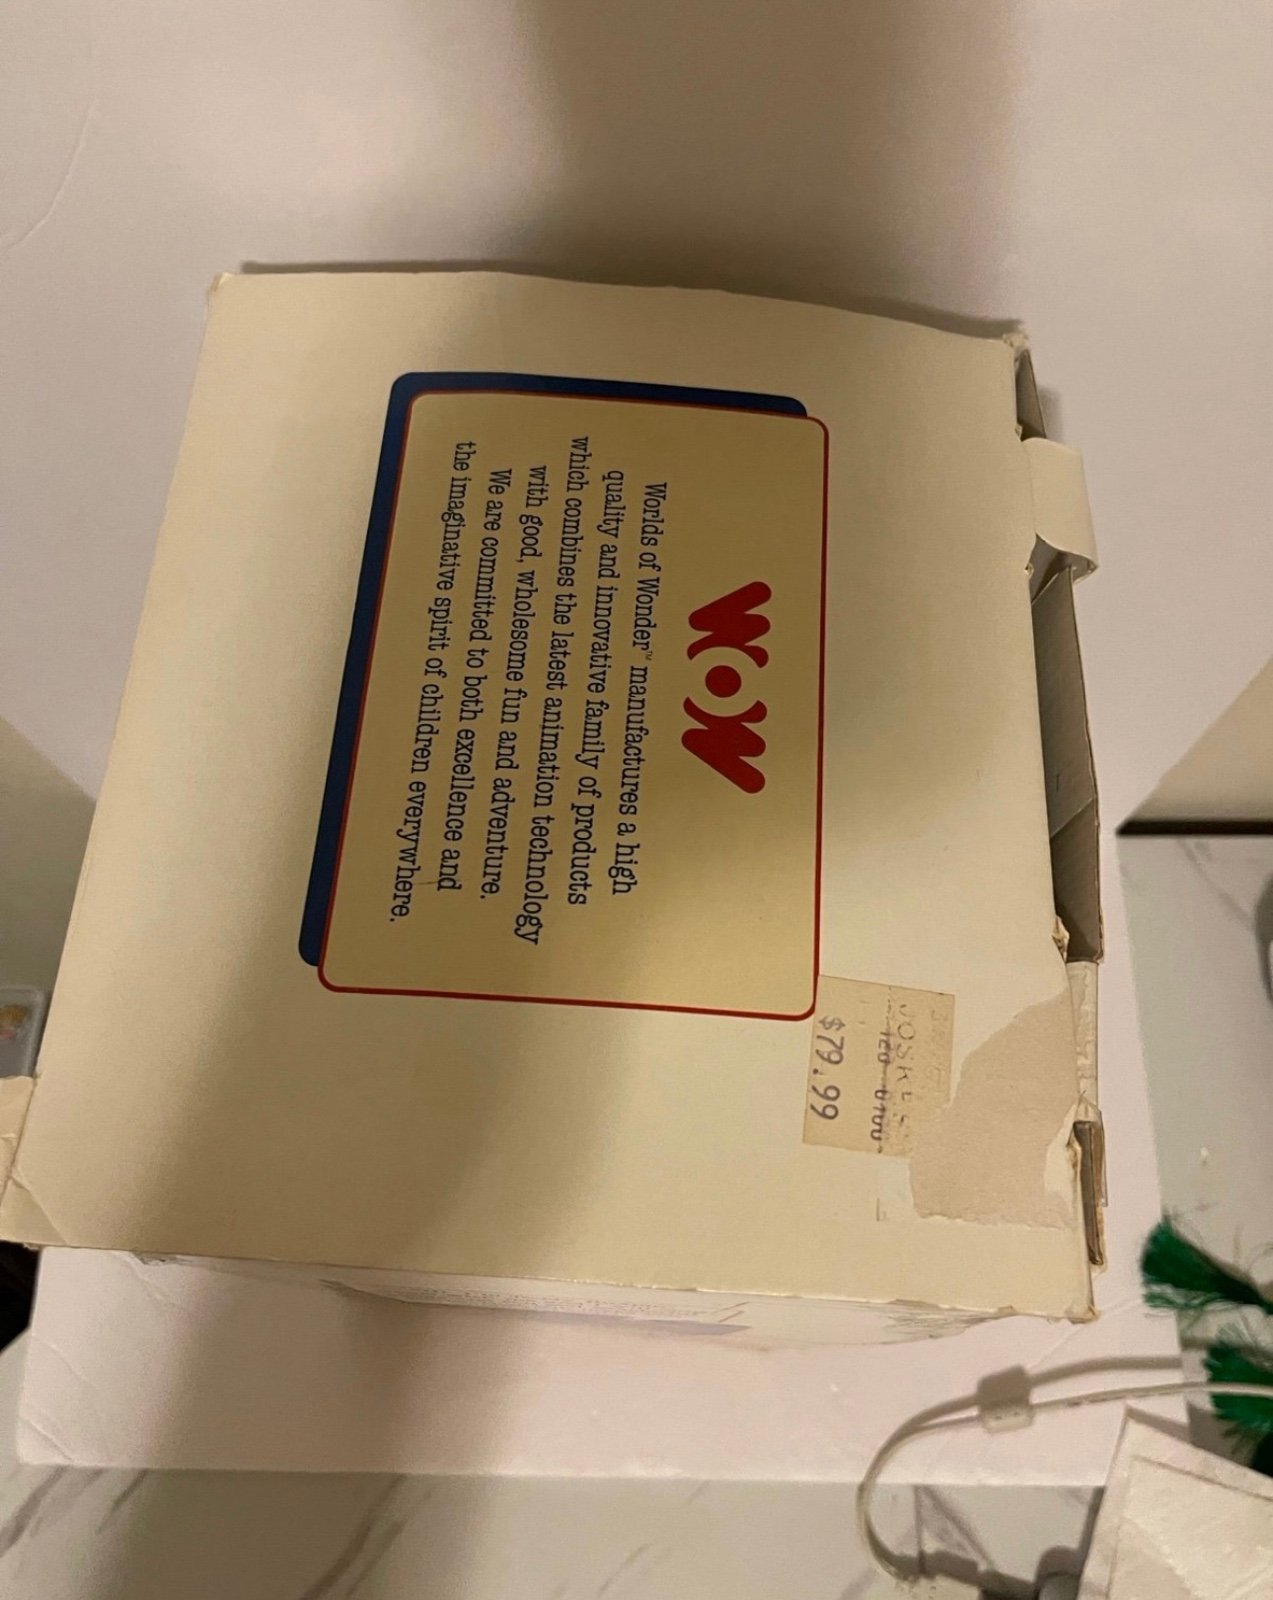 WOW
Worlds of Wonder™ manufactures a high
quality and innovative family of products
which combines the latest animation technology
with good, wholesome fun and adventure.
We are committed to both excellence and
the imaginative spirit of children everywhere.
$79.99